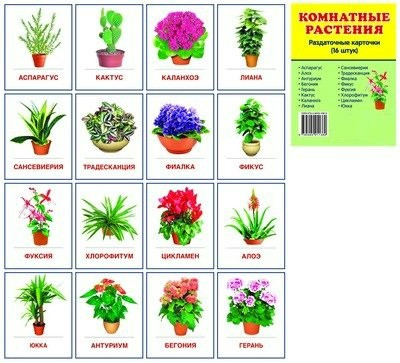 АСПАРАГУС
КАКТУС
КАЛАНХОЭ
ЛИАНА
САНСЕВИЕРИЯ
ТРАДЕСКАНЦИЯ
ФИАЛКА
ФИКУС
ФУКСИЯ
ХЛОРОФИТУМ
ЦИКЛАМЕН
АЛОЭ
ЮККА
АНТУРИУМ
БЕГОНИЯ
ГЕРАНЬ
КОМНАТНЫЕ
РАСТЕНИЯ
Раздаточные карточки
(16 штук)
• Аспарагус
• Алоэ
• Антуриум
• Бегония
• Герань
• Кактус
• Каланхоэ
• Лиана
• Сансевиерия
• Традесканция
• Фиалка
• Фикус
• Фуксия
• Хлорофитум
• Цикламен
• Юкка